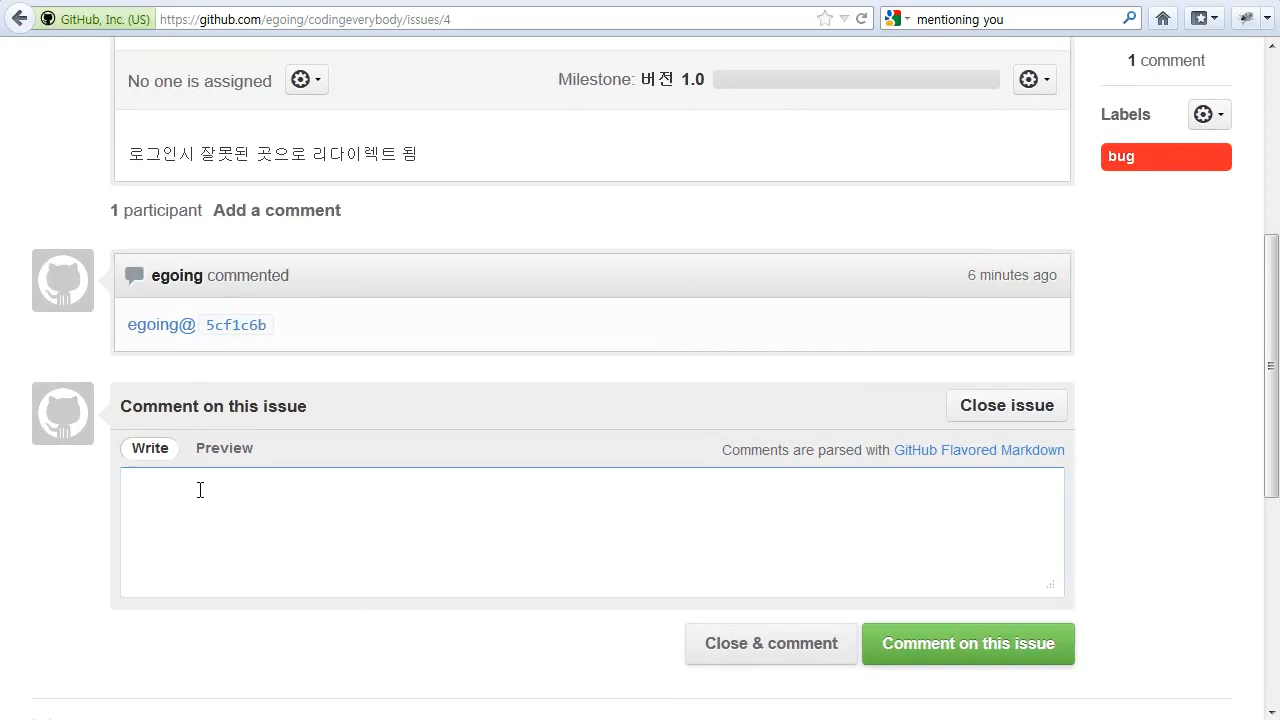 GitHub, Inc. (US)
https://github.com/egoing/codingeverybody/issues/4
mentioning you
No one is assigned
Milestone: 버전 1.0
1 comment
Labels
bug
로그인시 잘못된 곳으로 리다이렉트 됨
1 participant Add a comment
egoing commented
6 minutes ago
egoing@ 5cf1c6b
Comment on this issue
Close issue
Write
Preview
Comments are parsed with GitHub Flavored Markdown
Close & comment
Comment on this issue